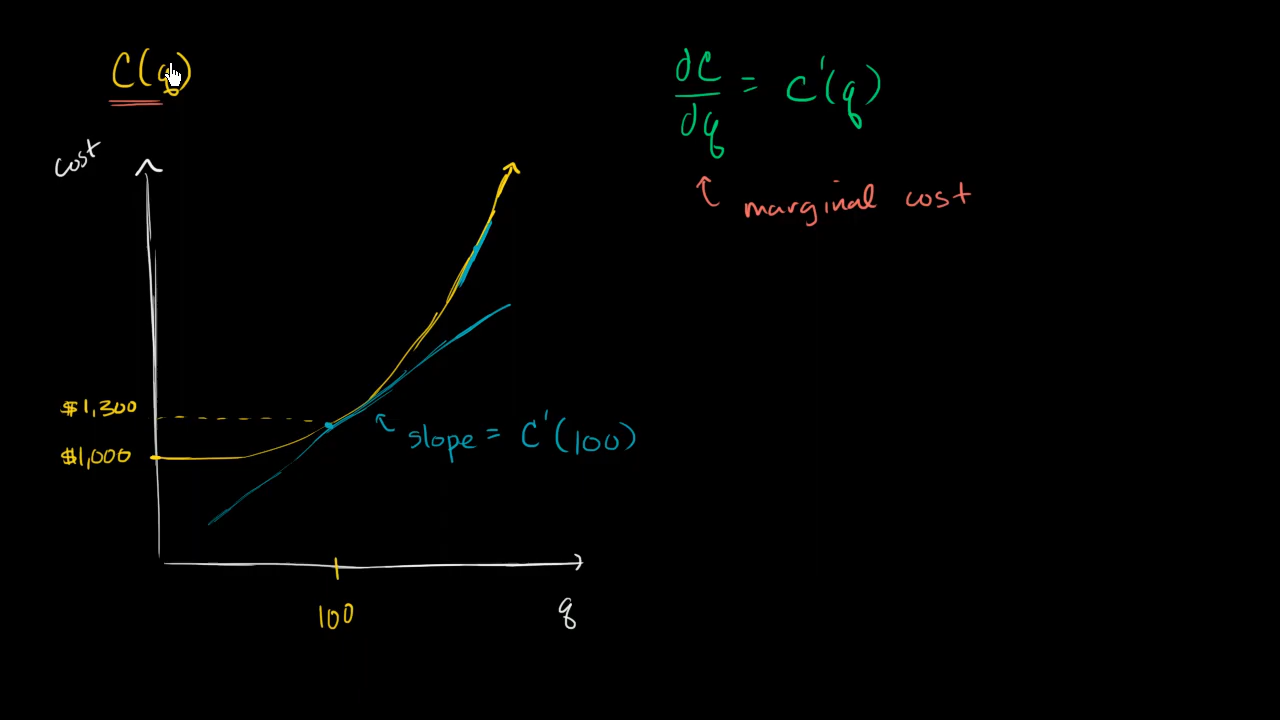 C(q)
dC/dq = C'(q)
marginal cost
cost
$1,300
$1,000
slope = C'(100)
100
q